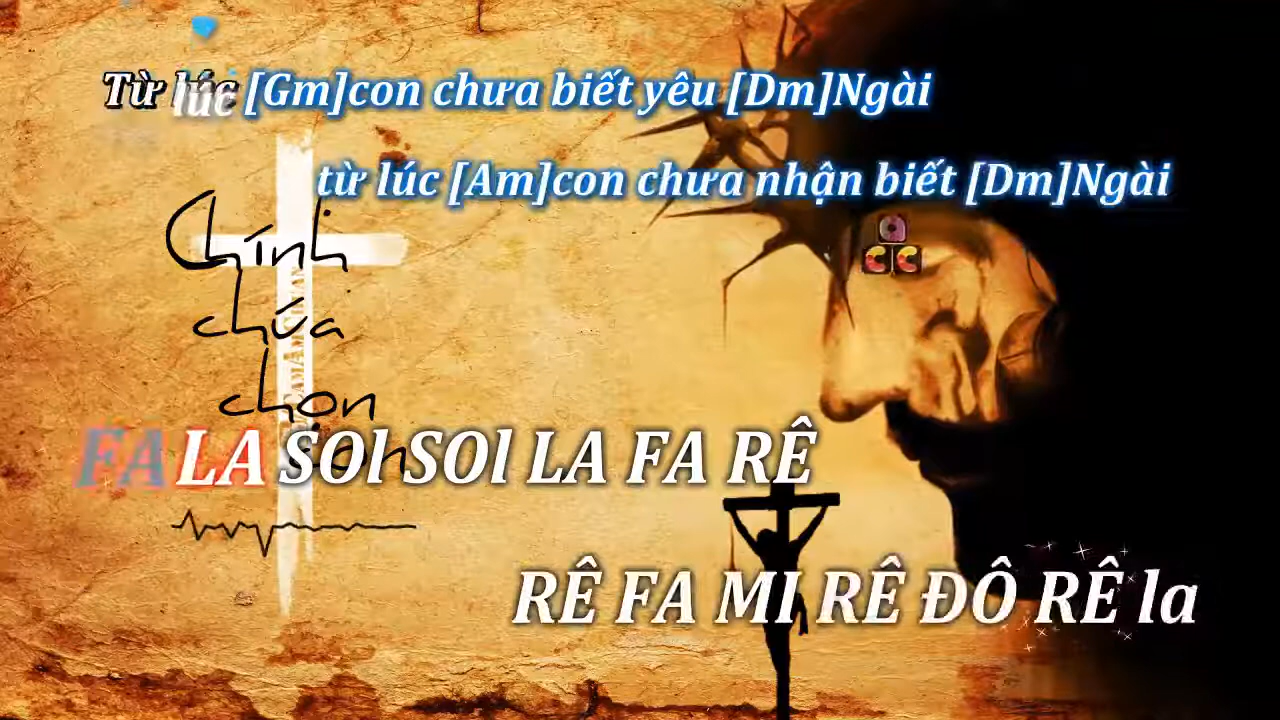 Từ lúc [Gm]con chưa biết yêu [Dm]Ngài
từ lúc [Am]con chưa nhận biết [Dm]Ngài
Chính
chúa
chọn
FA LA SOl SOl LA FA RÊ
RÊ FA MI RÊ ĐÔ RÊ la